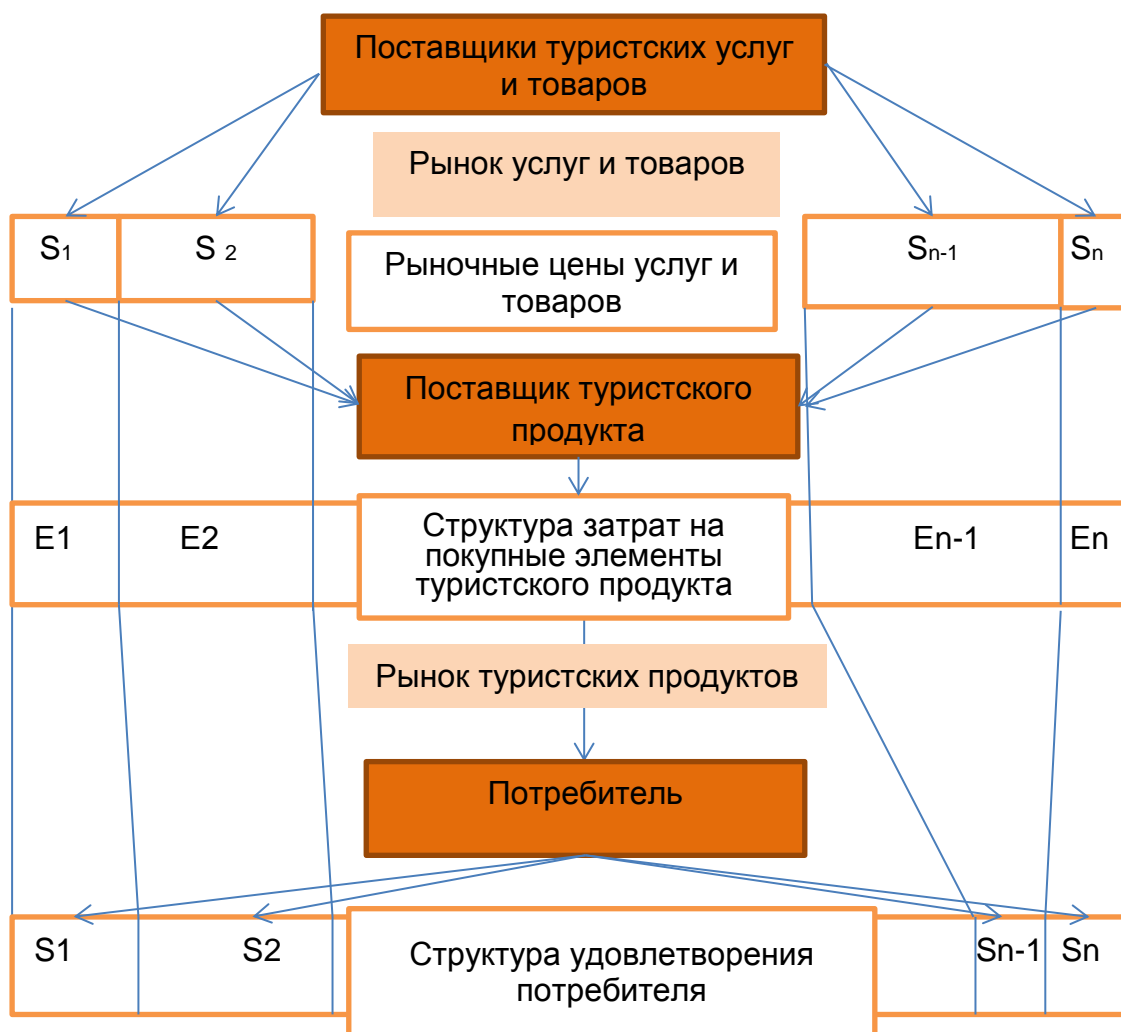 Поставщики туристских услуг
и товаров
Рынок услуг и товаров
S1
S 2
Sn-1
Sn
Рыночные цены услуг и
товаров
Поставщик туристского
продукта
E1
E2
Структура затрат на
покупные элементы
туристского продукта
En-1
En
Рынок туристских продуктов
Потребитель
S1
S2
Структура удовлетворения
потребителя
Sn-1
Sn